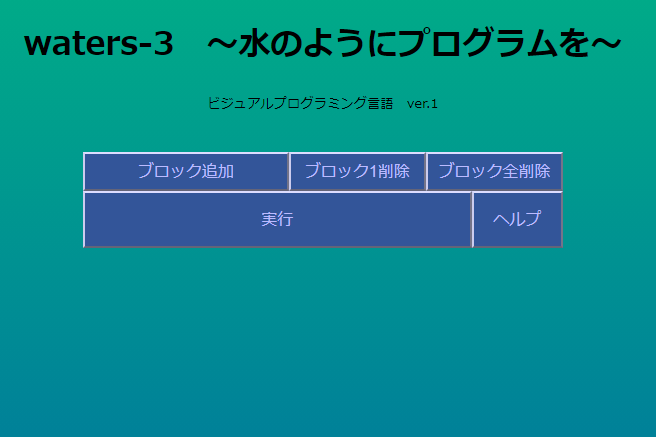 waters-3　～水のようにプログラムを～
ビジュアルプログラミング言語　ver.1
ブロック追加　ブロック1削除　ブロック全削除
実行　ヘルプ